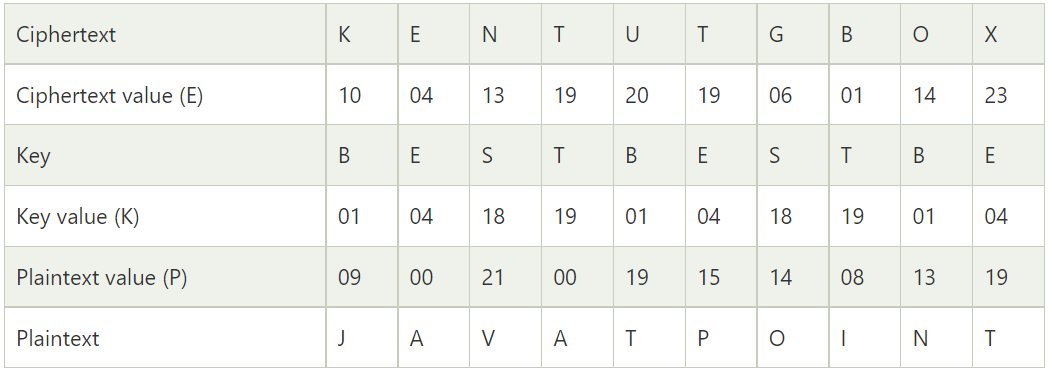 Ciphertext K E N T U T G B O X
Ciphertext value (E) 10 04 13 19 20 19 06 01 14 23
Key B E S T B E S T B E
Key value (K) 01 04 18 19 01 04 18 19 01 04
Plaintext value (P) 09 00 21 00 19 15 14 08 13 19
Plaintext J A V A T P O I N T